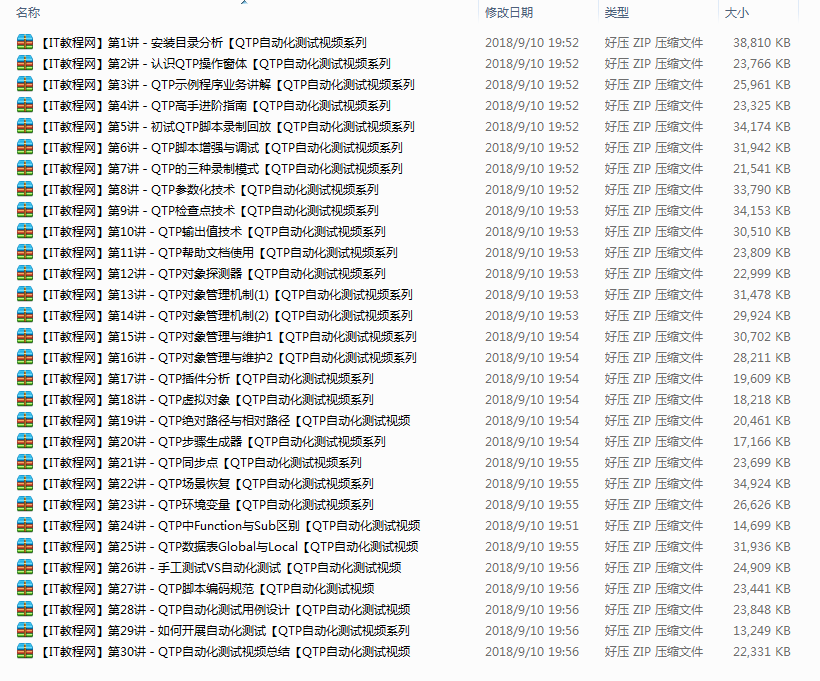 名称 修改日期 类型 大小
【IT教程网】第1讲 - 安装目录分析【QTP自动化测试视频系列 2018/9/10 19:52 好压 ZIP 压缩文件 38,810 KB
【IT教程网】第2讲 - 认识QTP操作窗体【QTP自动化测试视频系列 2018/9/10 19:52 好压 ZIP 压缩文件 23,766 KB
【IT教程网】第3讲 - QTP示例程序业务讲解【QTP自动化测试视频系列 2018/9/10 19:52 好压 ZIP 压缩文件 25,961 KB
【IT教程网】第4讲 - QTP高手进阶指南【QTP自动化测试视频系列 2018/9/10 19:52 好压 ZIP 压缩文件 23,325 KB
【IT教程网】第5讲 - 初试QTP脚本录制回放【QTP自动化测试视频系列 2018/9/10 19:52 好压 ZIP 压缩文件 34,174 KB
【IT教程网】第6讲 - QTP脚本增强与调试【QTP自动化测试视频系列 2018/9/10 19:52 好压 ZIP 压缩文件 31,942 KB
【IT教程网】第7讲 - QTP的三种录制模式【QTP自动化测试视频系列 2018/9/10 19:52 好压 ZIP 压缩文件 21,541 KB
【IT教程网】第8讲 - QTP参数化技术【QTP自动化测试视频系列 2018/9/10 19:52 好压 ZIP 压缩文件 33,790 KB
【IT教程网】第9讲 - QTP检查点技术【QTP自动化测试视频系列 2018/9/10 19:53 好压 ZIP 压缩文件 34,153 KB
【IT教程网】第10讲 - QTP输出值技术【QTP自动化测试视频系列 2018/9/10 19:53 好压 ZIP 压缩文件 30,510 KB
【IT教程网】第11讲 - QTP帮助文档使用【QTP自动化测试视频系列 2018/9/10 19:53 好压 ZIP 压缩文件 23,809 KB
【IT教程网】第12讲 - QTP对象探测器【QTP自动化测试视频系列 2018/9/10 19:53 好压 ZIP 压缩文件 22,999 KB
【IT教程网】第13讲 - QTP对象管理机制(1)【QTP自动化测试视频系列 2018/9/10 19:53 好压 ZIP 压缩文件 31,478 KB
【IT教程网】第14讲 - QTP对象管理机制(2)【QTP自动化测试视频系列 2018/9/10 19:53 好压 ZIP 压缩文件 29,924 KB
【IT教程网】第15讲 - QTP对象管理与维护1【QTP自动化测试视频系列 2018/9/10 19:54 好压 ZIP 压缩文件 30,702 KB
【IT教程网】第16讲 - QTP对象管理与维护2【QTP自动化测试视频系列 2018/9/10 19:54 好压 ZIP 压缩文件 28,211 KB
【IT教程网】第17讲 - QTP插件分析【QTP自动化测试视频系列 2018/9/10 19:54 好压 ZIP 压缩文件 19,609 KB
【IT教程网】第18讲 - QTP虚拟对象【QTP自动化测试视频系列 2018/9/10 19:54 好压 ZIP 压缩文件 18,218 KB
【IT教程网】第19讲 - QTP绝对路径与相对路径【QTP自动化测试视频 2018/9/10 19:54 好压 ZIP 压缩文件 20,461 KB
【IT教程网】第20讲 - QTP步骤生成器【QTP自动化测试视频系列 2018/9/10 19:54 好压 ZIP 压缩文件 17,166 KB
【IT教程网】第21讲 - QTP同步点【QTP自动化测试视频系列 2018/9/10 19:55 好压 ZIP 压缩文件 23,699 KB
【IT教程网】第22讲 - QTP场景恢复【QTP自动化测试视频系列 2018/9/10 19:55 好压 ZIP 压缩文件 34,924 KB
【IT教程网】第23讲 - QTP环境变量【QTP自动化测试视频系列 2018/9/10 19:55 好压 ZIP 压缩文件 26,626 KB
【IT教程网】第24讲 - QTP中Function与Sub区别【QTP自动化测试视频 2018/9/10 19:51 好压 ZIP 压缩文件 14,699 KB
【IT教程网】第25讲 - QTP数据表Global与Local【QTP自动化测试视频 2018/9/10 19:55 好压 ZIP 压缩文件 31,936 KB
【IT教程网】第26讲 - 手工测试VS自动化测试【QTP自动化测试视频 2018/9/10 19:56 好压 ZIP 压缩文件 24,909 KB
【IT教程网】第27讲 - QTP脚本编码规范【QTP自动化测试视频 2018/9/10 19:56 好压 ZIP 压缩文件 23,441 KB
【IT教程网】第28讲 - QTP自动化测试用例设计【QTP自动化测试视频 2018/9/10 19:56 好压 ZIP 压缩文件 23,848 KB
【IT教程网】第29讲 - 如何开展自动化测试【QTP自动化测试视频系列 2018/9/10 19:56 好压 ZIP 压缩文件 13,249 KB
【IT教程网】第30讲 - QTP自动化测试视频总结【QTP自动化测试视频 2018/9/10 19:56 好压 ZIP 压缩文件 22,331 KB